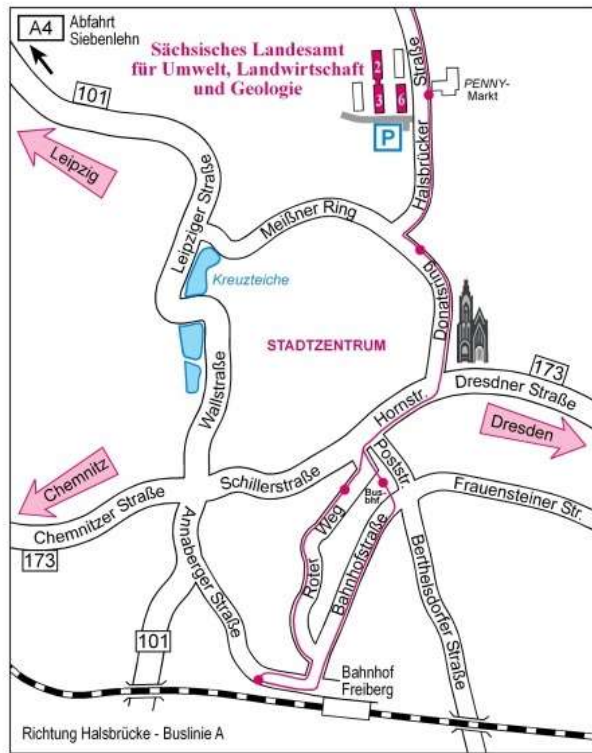 A4
Abfahrt
Siebenlehn
Sächsisches Landesamt
für Umwelt, Landwirtschaft
und Geologie
2
3
6
Halsbrücker Straße
PENNY-
Markt
P
101
Leipzig
Leipziger Straße
Meißner Ring
Kreuzteiche
Donatsring
STADTZENTRUM
Wallstraße
173
Dresdner Straße
Hornstr.
Dresden
Poststr.
Chemnitz
Schillerstraße
Bus-
bhf.
Frauensteiner Str.
Chemnitzer Straße
173
Annaberger Straße
Roter Weg
Bahnhofstraße
Berthelsdorfer Straße
101
Bahnhof
Freiberg
Richtung Halsbrücke - Buslinie A